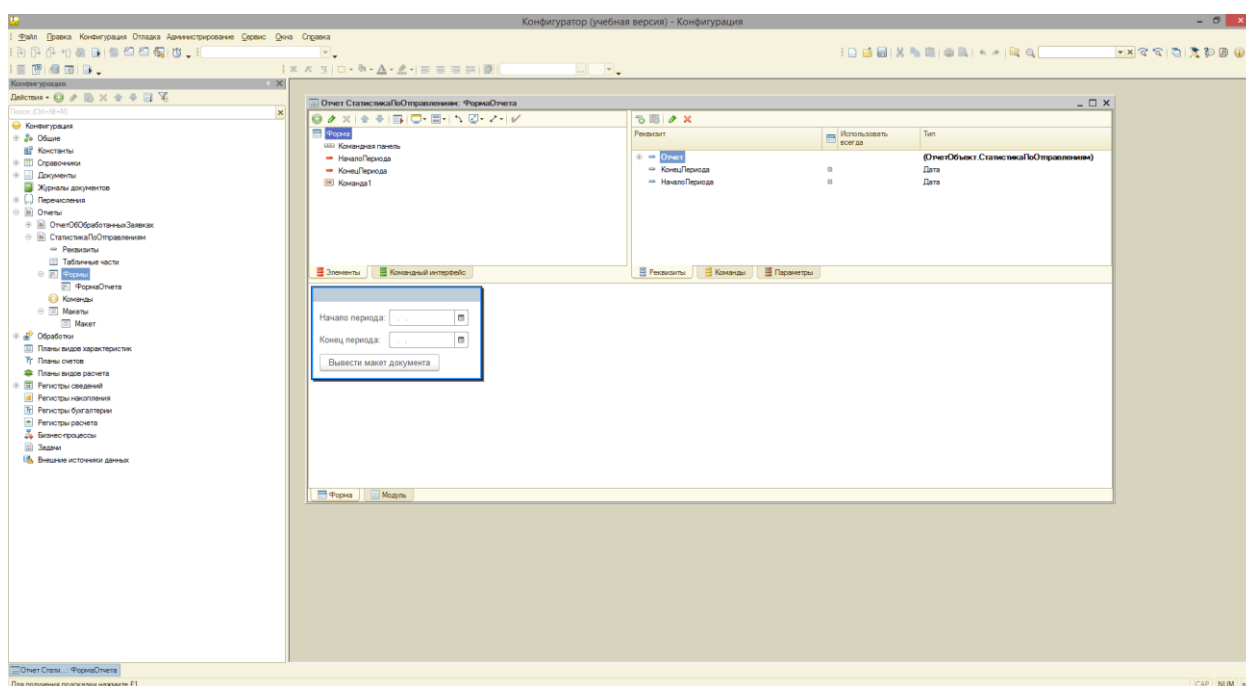 Конфигуратор (учебная версия) - Конфигурация
Файл Правка Конфигурация Отладка Администрирование Сервис Окна Справка
Конфигурация
Действия
Поиск (Ctrl+Alt+M)
Конфигурация
Общие
Константы
Справочники
Документы
Журналы документов
Перечисления
Отчеты
ОтчетОбОбработанныхЗаявках
СтатистикаПоОтправлениям
Реквизиты
Табличные части
Формы
ФормаОтчета
Команды
Макеты
Макет
Обработки
Планы видов характеристик
Планы счетов
Планы видов расчета
Регистры сведений
Регистры накопления
Регистры бухгалтерии
Регистры расчета
Бизнес-процессы
Задачи
Внешние источники данных
Отчет СтатистикаПоОтправлениям: ФормаОтчета
Форма
Командная панель
НачалоПериода
КонецПериода
Команда1
Элементы Командный интерфейс
Реквизит Использовать всегда Тип
Отчет (ОтчетОбъект.СтатистикаПоОтправлениям)
КонецПериода Дата
НачалоПериода Дата
Реквизиты Команды Параметры
Начало периода: . .
Конец периода: . .
Вывести макет документа
Форма Модуль
Отчет Стати...: ФормаОтчета
Для получения подсказки нажмите F1 CAP NUM